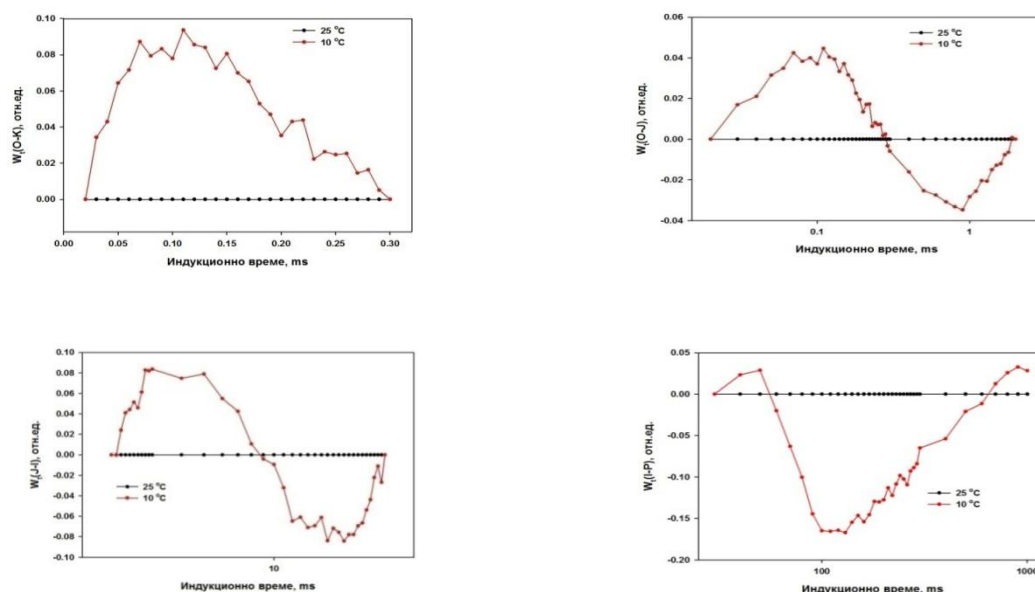 0.10
0.08
0.06
0.04
0.02
0.00
W_t(O-K), отн.ед.
25 °C
10 °C
0.00 0.05 0.10 0.15 0.20 0.25 0.30
Индукционно време, ms
0.06
0.04
0.02
0.00
-0.02
-0.04
W_t(O-J), отн.ед.
25 °C
10 °C
0.1 1
Индукционно време, ms
0.10
0.08
0.06
0.04
0.02
0.00
-0.02
-0.04
-0.06
-0.08
-0.10
W_t(J-I), отн.ед.
25 °C
10 °C
10
Индукционно време, ms
0.05
0.00
-0.05
-0.10
-0.15
-0.20
W_t(I-P), отн.ед.
25 °C
10 °C
100 1000
Индукционно време, ms